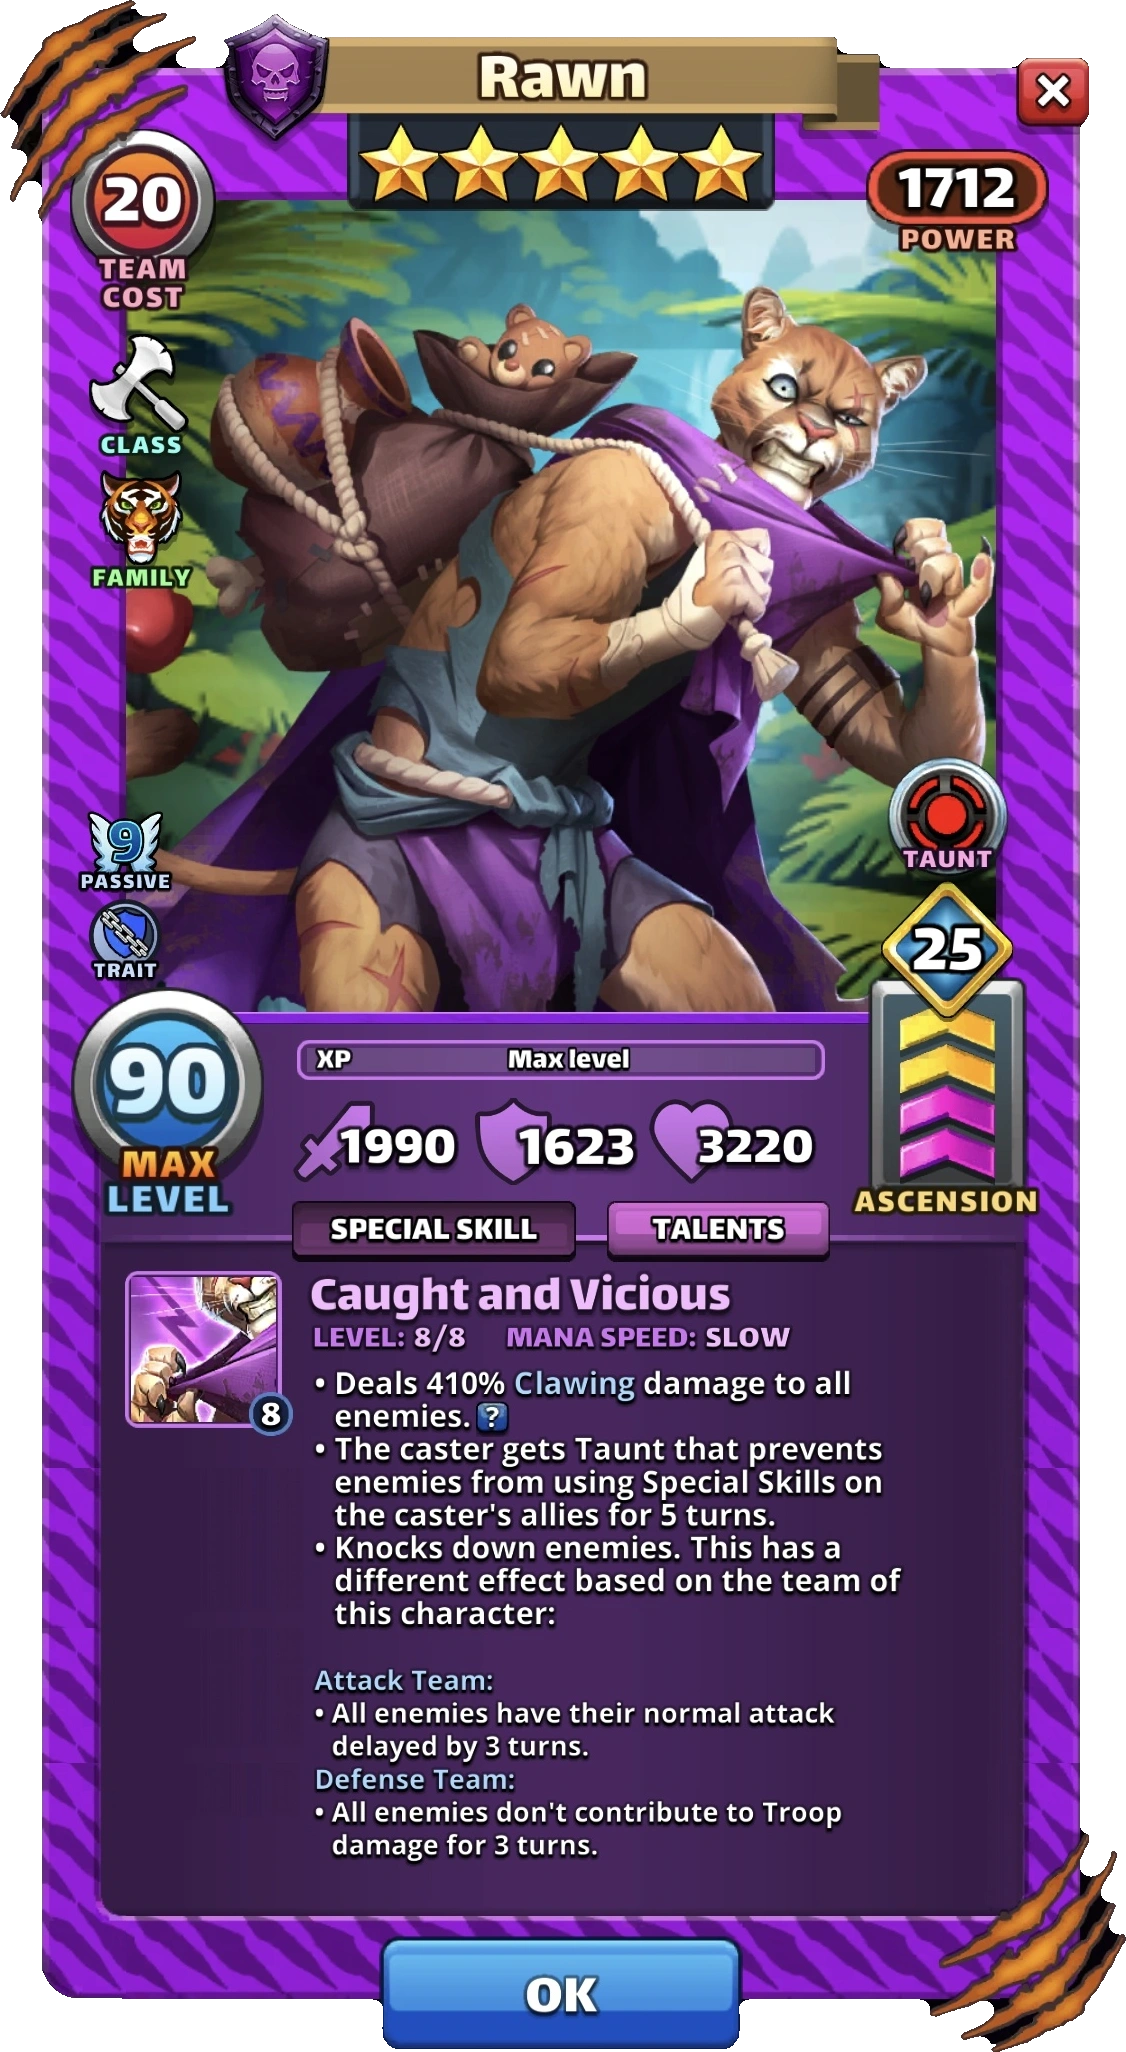 Rawn
20
TEAM
COST
1712
POWER
CLASS
FAMILY
9
PASSIVE
TRAIT
TAUNT
25
90
MAX
LEVEL
XP Max level
1990 1623 3220
ASCENSION
SPECIAL SKILL TALENTS
8
Caught and Vicious
LEVEL: 8/8 MANA SPEED: SLOW
• Deals 410% Clawing damage to all
enemies. ?
• The caster gets Taunt that prevents
enemies from using Special Skills on
the caster's allies for 5 turns.
• Knocks down enemies. This has a
different effect based on the team of
this character:
Attack Team:
• All enemies have their normal attack
delayed by 3 turns.
Defense Team:
• All enemies don't contribute to Troop
damage for 3 turns.
OK